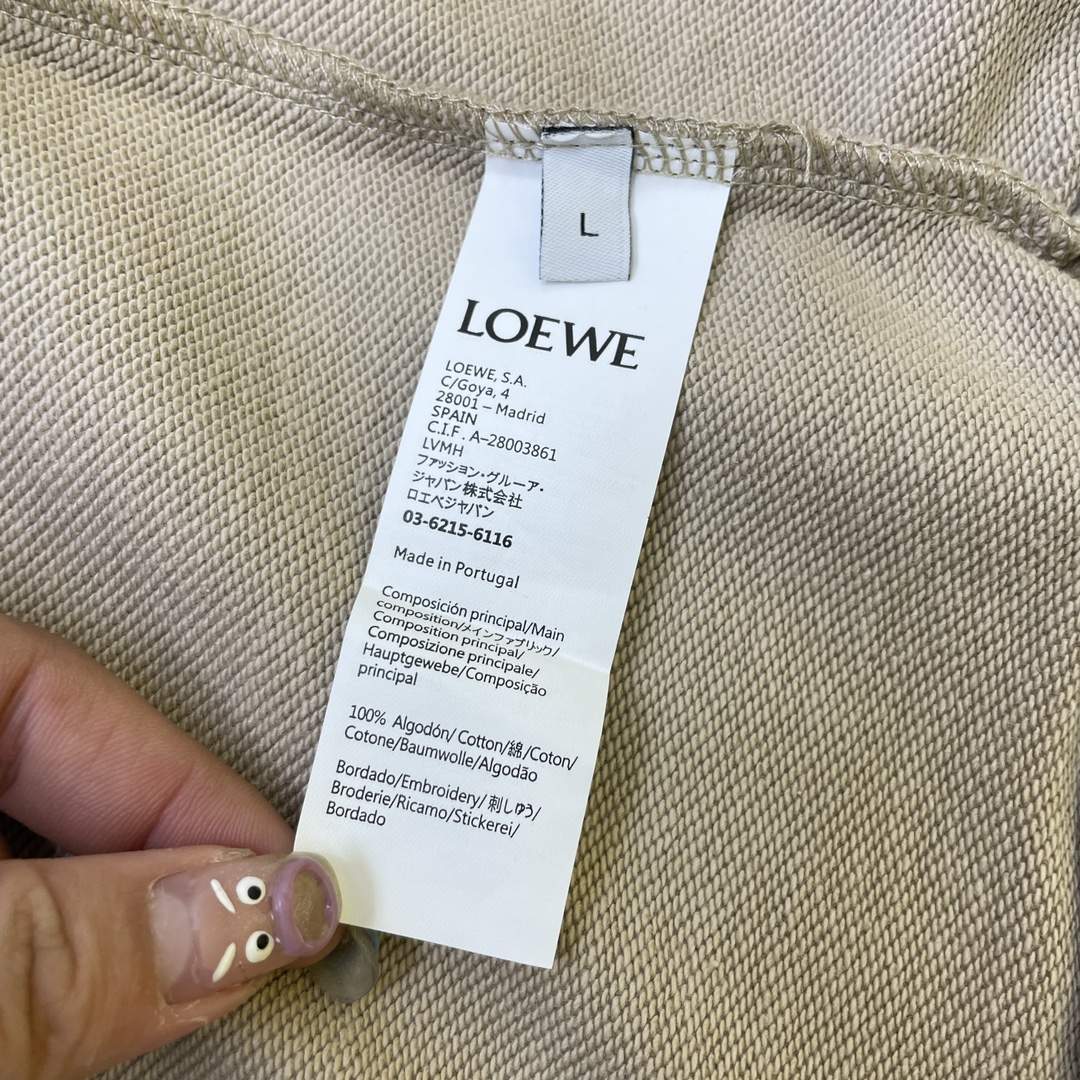 L
LOEWE
LOEWE, S.A.
C/Goya, 4
28001 – Madrid
SPAIN
C.I.F. A–28003861
LVMH
ファッション・グルーア・
ジャパン株式会社
ロエベジャパン
03-6215-6116
Made in Portugal
Composición principal/Main
composition/メインファブリック/
Composition principal/
Composizione principale/
Hauptgewebe/Composição
principal
100% Algodón/Cotton/綿/Coton/
Cotone/Baumwolle/Algodão
Bordado/Embroidery/刺しゅう/
Broderie/Ricamo/Stickerei/
Bordado